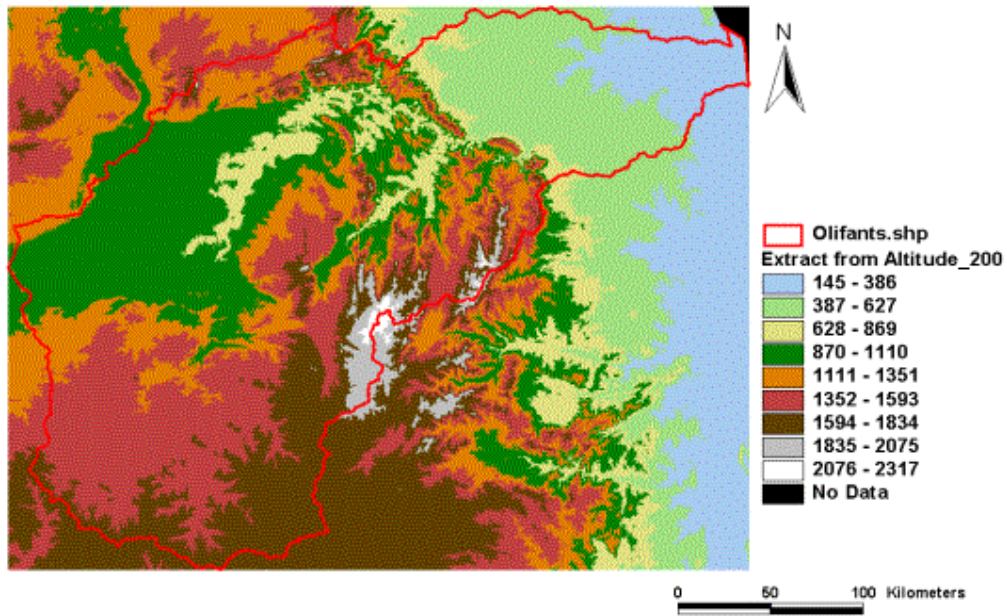 N
Olifants.shp
Extract from Altitude_200
145 - 386
387 - 627
628 - 869
870 - 1110
1111 - 1351
1352 - 1593
1594 - 1834
1835 - 2075
2076 - 2317
No Data
0 50 100 Kilometers